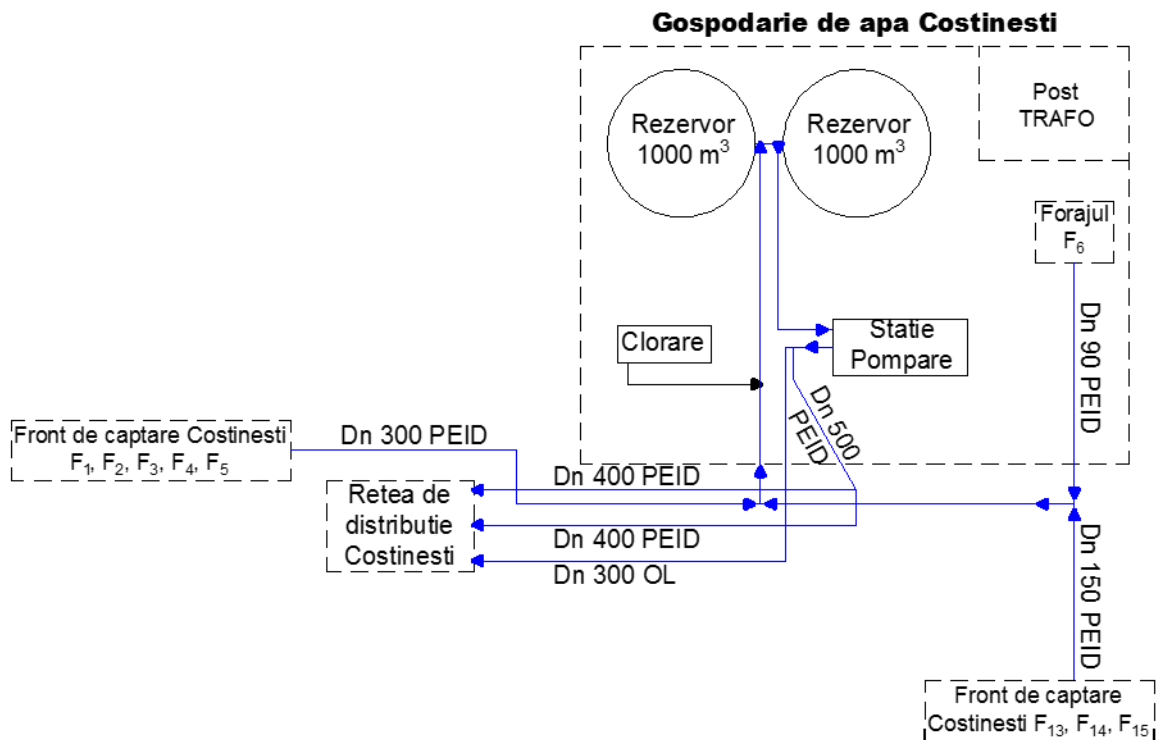 Gospodarie de apa Costinesti
Rezervor
1000 m³
Rezervor
1000 m³
Post
TRAFO
Forajul
F₆
Dn 90 PEID
Clorare
Statie
Pompare
Dn 500
PEID
Front de captare Costinesti
F₁, F₂, F₃, F₄, F₅
Dn 300 PEID
Dn 400 PEID
Retea de
distributie
Costinesti
Dn 400 PEID
Dn 300 OL
Dn 150 PEID
Front de captare
Costinesti F₁₃, F₁₄, F₁₅